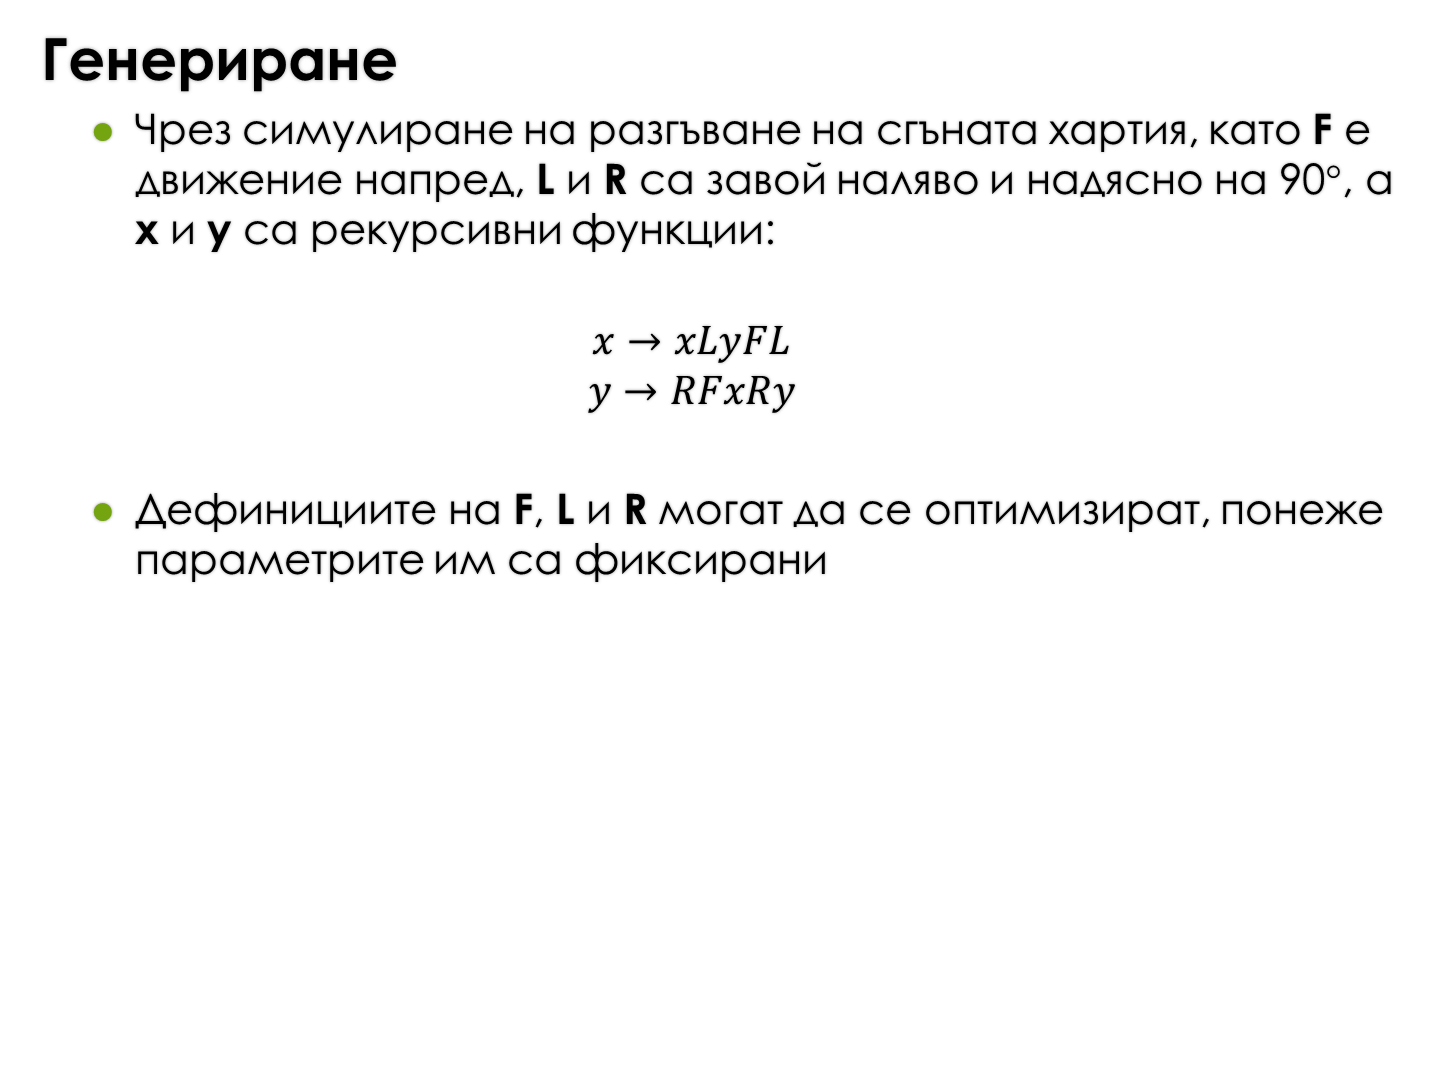 Генериране
Чрез симулиране на разгъване на сгъната хартия, като F е
движение напред, L и R са завой наляво и надясно на 90°, а
x и y са рекурсивни функции:
x → xLyFL
y → RFxRy
Дефинициите на F, L и R могат да се оптимизират, понеже
параметрите им са фиксирани